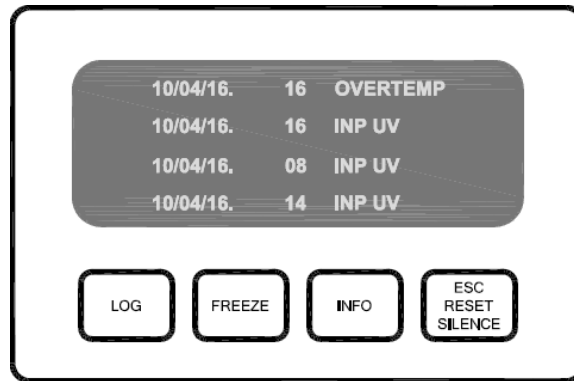 10/04/16. 16 OVERTEMP
10/04/16. 16 INP UV
10/04/16. 08 INP UV
10/04/16. 14 INP UV
LOG
FREEZE
INFO
ESC
RESET
SILENCE